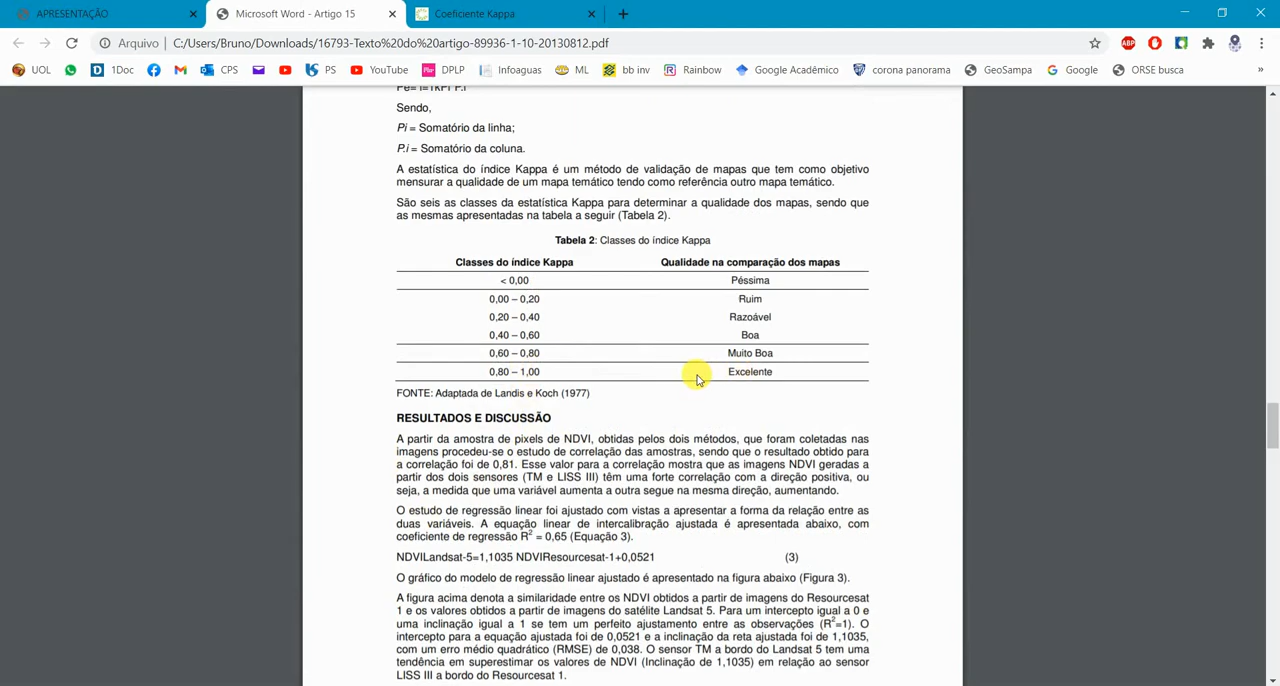 APRESENTAÇÃO
Microsoft Word - Artigo 15
Coeficiente Kappa
Arquivo
C:/Users/Bruno/Downloads/16793-Texto%20do%20artigo-89936-1-10-20130812.pdf
UOL
1Doc
CPS
PS
YouTube
DPLP
Infoaguas
ML
bb inv
Rainbow
Google Acadêmico
corona panorama
GeoSampa
Google
ORSE busca
»
Sendo,
Pi = Somatório da linha;
P.i = Somatório da coluna.
A estatística do índice Kappa é um método de validação de mapas que tem como objetivo
mensurar a qualidade de um mapa temático tendo como referência outro mapa temático.
São seis as classes da estatística Kappa para determinar a qualidade dos mapas, sendo que
as mesmas apresentadas na tabela a seguir (Tabela 2).
Tabela 2: Classes do índice Kappa
Classes do índice Kappa Qualidade na comparação dos mapas
< 0,00 Péssima
0,00 – 0,20 Ruim
0,20 – 0,40 Razoável
0,40 – 0,60 Boa
0,60 – 0,80 Muito Boa
0,80 – 1,00 Excelente
FONTE: Adaptada de Landis e Koch (1977)
RESULTADOS E DISCUSSÃO
A partir da amostra de pixels de NDVI, obtidas pelos dois métodos, que foram coletadas nas
imagens procedeu-se o estudo de correlação das amostras, sendo que o resultado obtido para
a correlação foi de 0,81. Esse valor para a correlação mostra que as imagens NDVI geradas a
partir dos dois sensores (TM e LISS III) têm uma forte correlação com a direção positiva, ou
seja, a medida que uma variável aumenta a outra segue na mesma direção, aumentando.
O estudo de regressão linear foi ajustado com vistas a apresentar a forma da relação entre as
duas variáveis. A equação linear de intercalibração ajustada é apresentada abaixo, com
coeficiente de regressão R² = 0,65 (Equação 3).
NDVILandsat-5=1,1035 NDVIResourcesat-1+0,0521 (3)
O gráfico do modelo de regressão linear ajustado é apresentado na figura abaixo (Figura 3).
A figura acima denota a similaridade entre os NDVI obtidos a partir de imagens do Resourcesat
1 e os valores obtidos a partir de imagens do satélite Landsat 5. Para um intercepto igual a 0 e
uma inclinação igual a 1 se tem um perfeito ajustamento entre as observações (R²=1). O
intercepto para a equação ajustada foi de 0,0521 e a inclinação da reta ajustada foi de 1,1035,
com um erro médio quadrático (RMSE) de 0,038. O sensor TM a bordo do Landsat 5 tem uma
tendência em superestimar os valores de NDVI (Inclinação de 1,1035) em relação ao sensor
LISS III a bordo do Resourcesat 1.